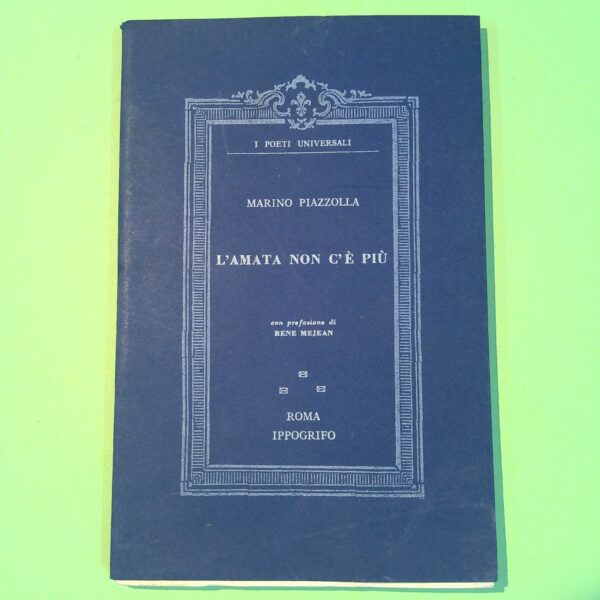 I POETI UNIVERSALI
MARINO PIAZZOLLA
L'AMATA NON C'È PIÙ
con prefazione di
RENE MEJEAN
ROMA
IPPOGRIFO